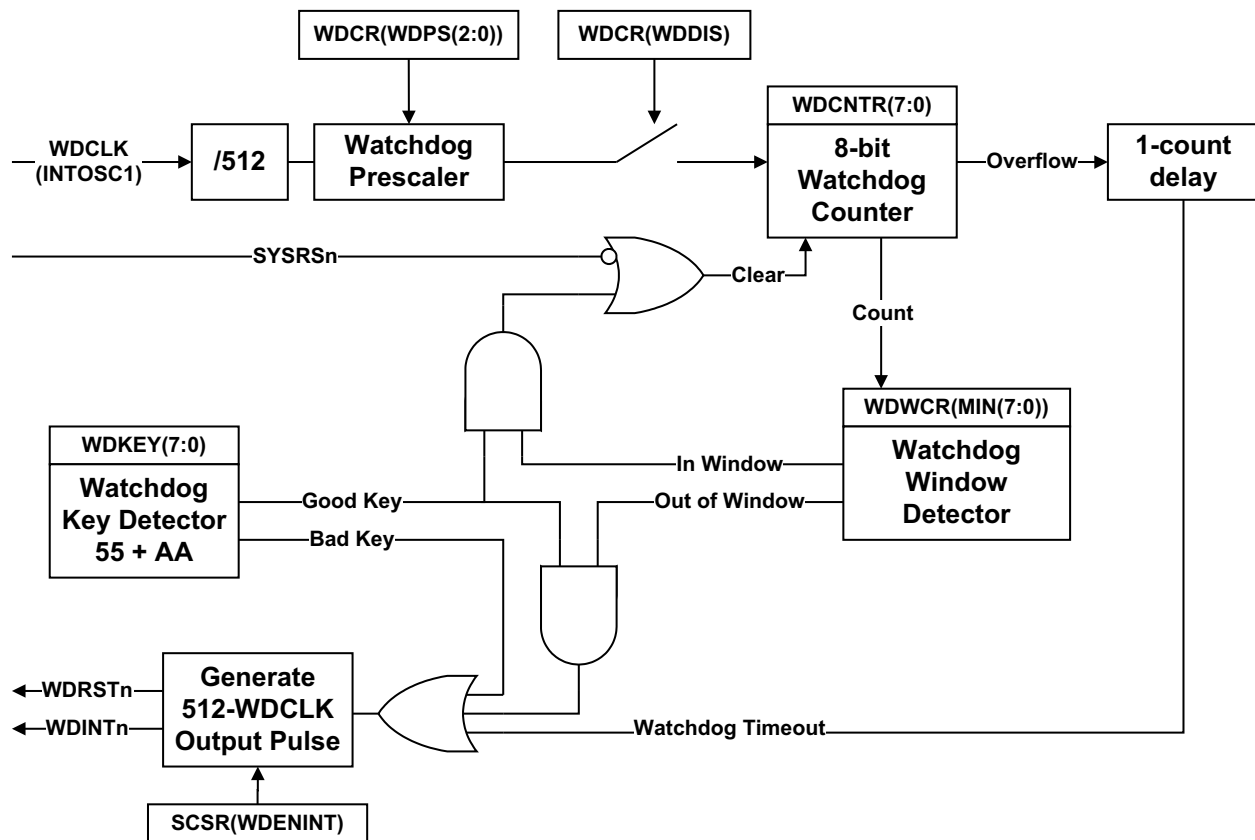 WDCR(WDPS(2:0))
WDCR(WDDIS)
WDCNTR(7:0)
WDCLK
(INTOSC1)
/512
Watchdog
Prescaler
8-bit
Watchdog
Counter
Overflow
1-count
delay
SYSRSn
Clear
Count
WDWCR(MIN(7:0))
Watchdog
Window
Detector
WDKEY(7:0)
Watchdog
Key Detector
55 + AA
In Window
Good Key
Out of Window
Bad Key
Generate
512-WDCLK
Output Pulse
WDRSTn
WDINTn
Watchdog Timeout
SCSR(WDENINT)